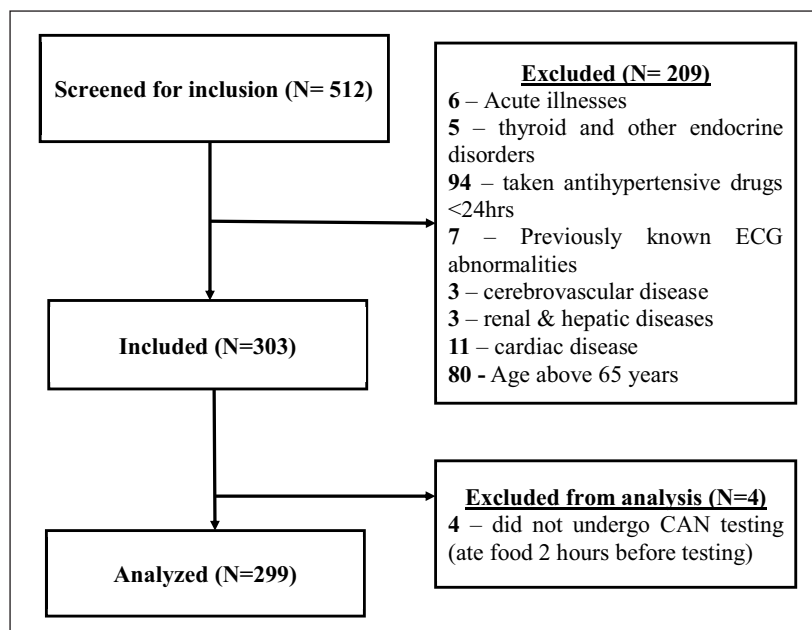 Screened for inclusion (N= 512)
Excluded (N= 209)
6 – Acute illnesses
5 – thyroid and other endocrine
disorders
94 – taken antihypertensive drugs
<24hrs
7 – Previously known ECG
abnormalities
3 – cerebrovascular disease
3 – renal & hepatic diseases
11 – cardiac disease
80 - Age above 65 years
Included (N=303)
Excluded from analysis (N=4)
4 – did not undergo CAN testing
(ate food 2 hours before testing)
Analyzed (N=299)